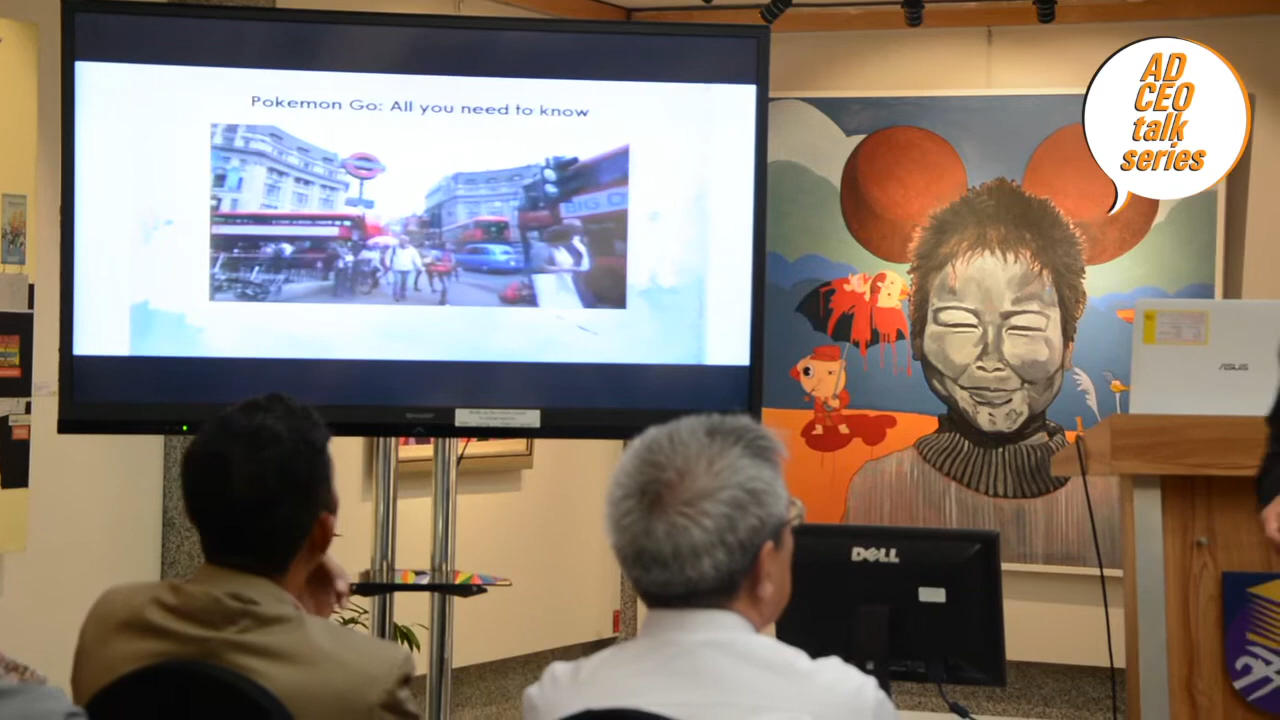 Pokemon Go: All you need to know
BIG O
AD
CEO
talk
series
ASUS
DELL
SHARP